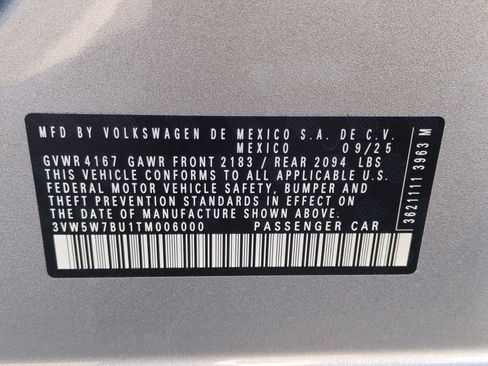 MFD BY VOLKSWAGEN DE MEXICO S.A. DE C.V.
MEXICO 09/25
GVWR 4167 GAWR FRONT 2183 / REAR 2094 LBS
THIS VEHICLE CONFORMS TO ALL APPLICABLE U.S.
FEDERAL MOTOR VEHICLE SAFETY, BUMPER AND
THEFT PREVENTION STANDARDS IN EFFECT ON THE
DATE OF MANUFACTURE SHOWN ABOVE
3VW5W7BU1TM006000 PASSENGER CAR
3621111 3963 M